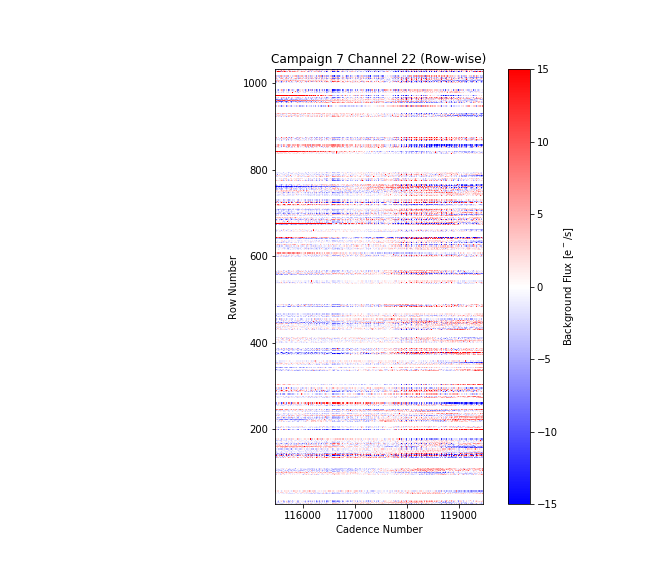 Campaign 7 Channel 22 (Row-wise)
1000
800
600
400
200
Row Number
116000 117000 118000 119000
Cadence Number
15
10
5
0
−5
−10
−15
Background Flux [e⁻/s]